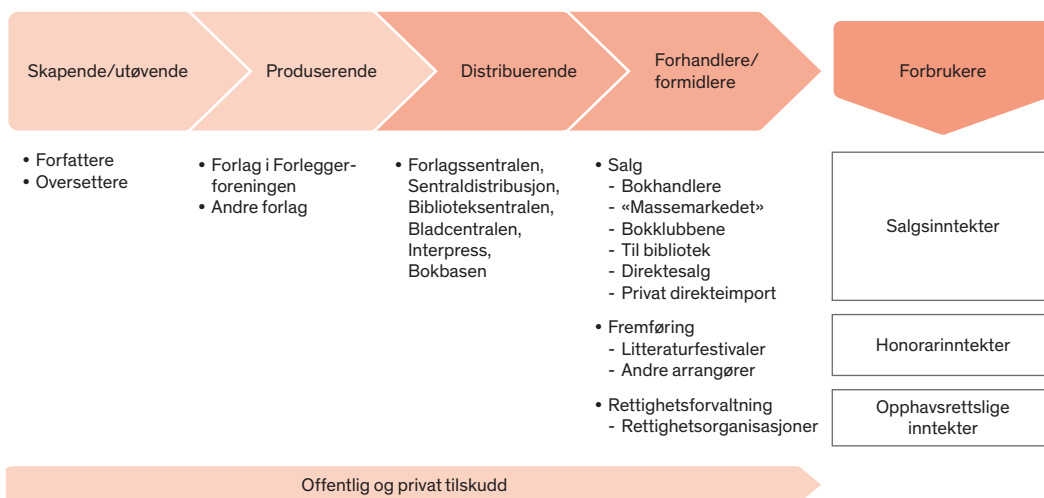 Skapende/utøvende
Produserende
Distribuerende
Forhandlere/
formidlere
Forbrukere
• Forfattere
• Oversettere
• Forlag i Forlegger-
foreningen
• Andre forlag
• Forlagssentralen,
Sentraldistribusjon,
Biblioteksentralen,
Bladcentralen,
Interpress,
Bokbasen
• Salg
- Bokhandlere
- «Massemarkedet»
- Bokklubbene
- Til bibliotek
- Direktesalg
- Privat direkteimport
• Fremføring
- Litteraturfestivaler
- Andre arrangører
• Rettighetsforvaltning
- Rettighetsorganisasjoner
Salgsinntekter
Honorarinntekter
Opphavsrettslige
inntekter
Offentlig og privat tilskudd